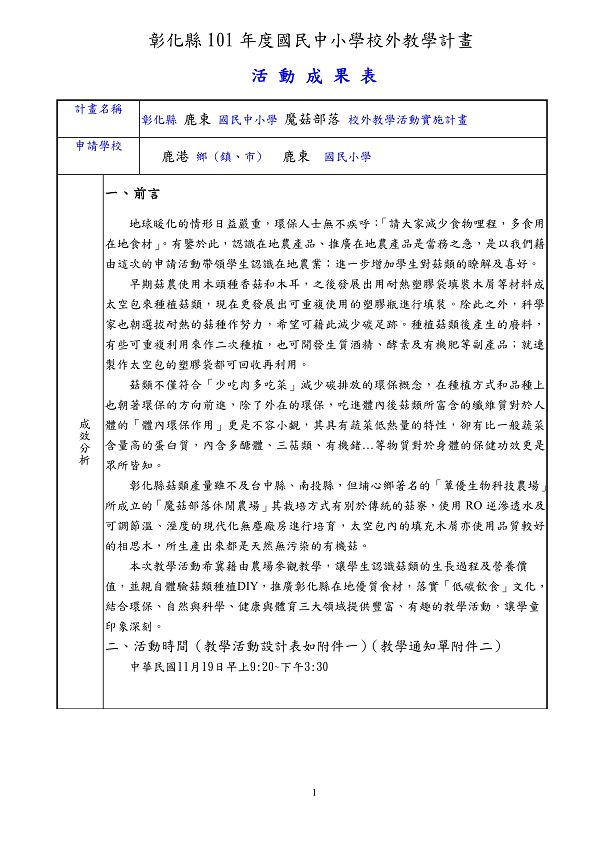 彰化縣 101 年度國民中小學校外教學計畫
活 動 成 果 表
計畫名稱
彰化縣 鹿東 國民中小學 魔菇部落 校外教學活動實施計畫
申請學校
鹿港 鄉（鎮、市） 鹿東 國民小學
成效分析
一、前言
地球暖化的情形日益嚴重，環保人士無不疾呼：「請大家減少食物哩程，多食用
在地食材」。有鑒於此，認識在地農產品、推廣在地農產品是當務之急，是以我們藉
由這次的申請活動帶領學生認識在地農業；進一步增加學生對菇類的瞭解及喜好。
早期菇農使用木頭種香菇和木耳，之後發展出用耐熱塑膠袋填裝木屑等材料成
太空包來種植菇類，現在更發展出可重複使用的塑膠瓶進行填裝。除此之外，科學
家也朝選拔耐熱的菇種作努力，希望可藉此減少碳足跡。種植菇類後產生的廢料，
有些可重複利用來作二次種植，也可開發生質酒精、酵素及有機肥等副產品；就連
製作太空包的塑膠袋都可回收再利用。
菇類不僅符合「少吃肉多吃菜」減少碳排放的環保概念，在種植方式和品種上
也朝著環保的方向前進，除了外在的環保，吃進體內後菇類所富含的纖維質對於人
體的「體內環保作用」更是不容小覷，其具有蔬菜低熱量的特性，卻有比一般蔬菜
含量高的蛋白質，內含多醣體、三萜類、有機鍺…等物質對於身體的保健功效更是
眾所皆知。
彰化縣菇類產量雖不及台中縣、南投縣，但埔心鄉著名的「葦優生物科技農場」
所成立的「魔菇部落休閒農場」其栽培方式有別於傳統的菇寮，使用 RO 逆滲透水及
可調節溫、溼度的現代化無塵廠房進行培育，太空包內的填充木屑亦使用品質較好
的相思木，所生產出來都是天然無污染的有機菇。
本次教學活動希冀藉由農場參觀教學，讓學生認識菇類的生長過程及營養價
值，並親自體驗菇類種植DIY，推廣彰化縣在地優質食材，落實「低碳飲食」文化，
結合環保、自然與科學、健康與體育三大領域提供豐富、有趣的教學活動，讓學童
印象深刻。
二、活動時間（教學活動設計表如附件一）（教學通知單附件二）
中華民國11月19日早上9:20~下午3:30
1